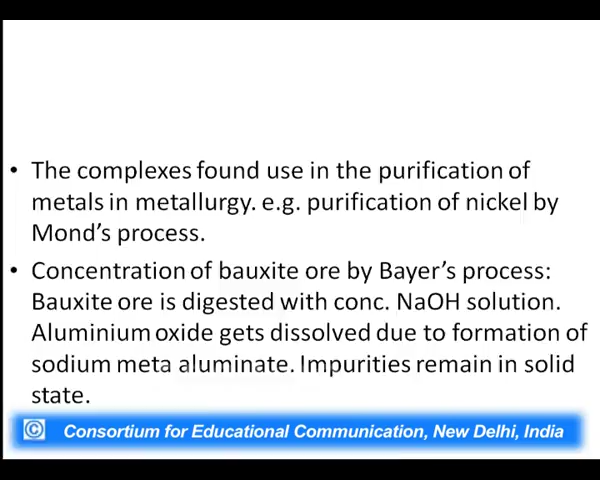 • The complexes found use in the purification of
metals in metallurgy. e.g. purification of nickel by
Mond’s process.
• Concentration of bauxite ore by Bayer’s process:
Bauxite ore is digested with conc. NaOH solution.
Aluminium oxide gets dissolved due to formation of
sodium meta aluminate. Impurities remain in solid
state.
© Consortium for Educational Communication, New Delhi, India